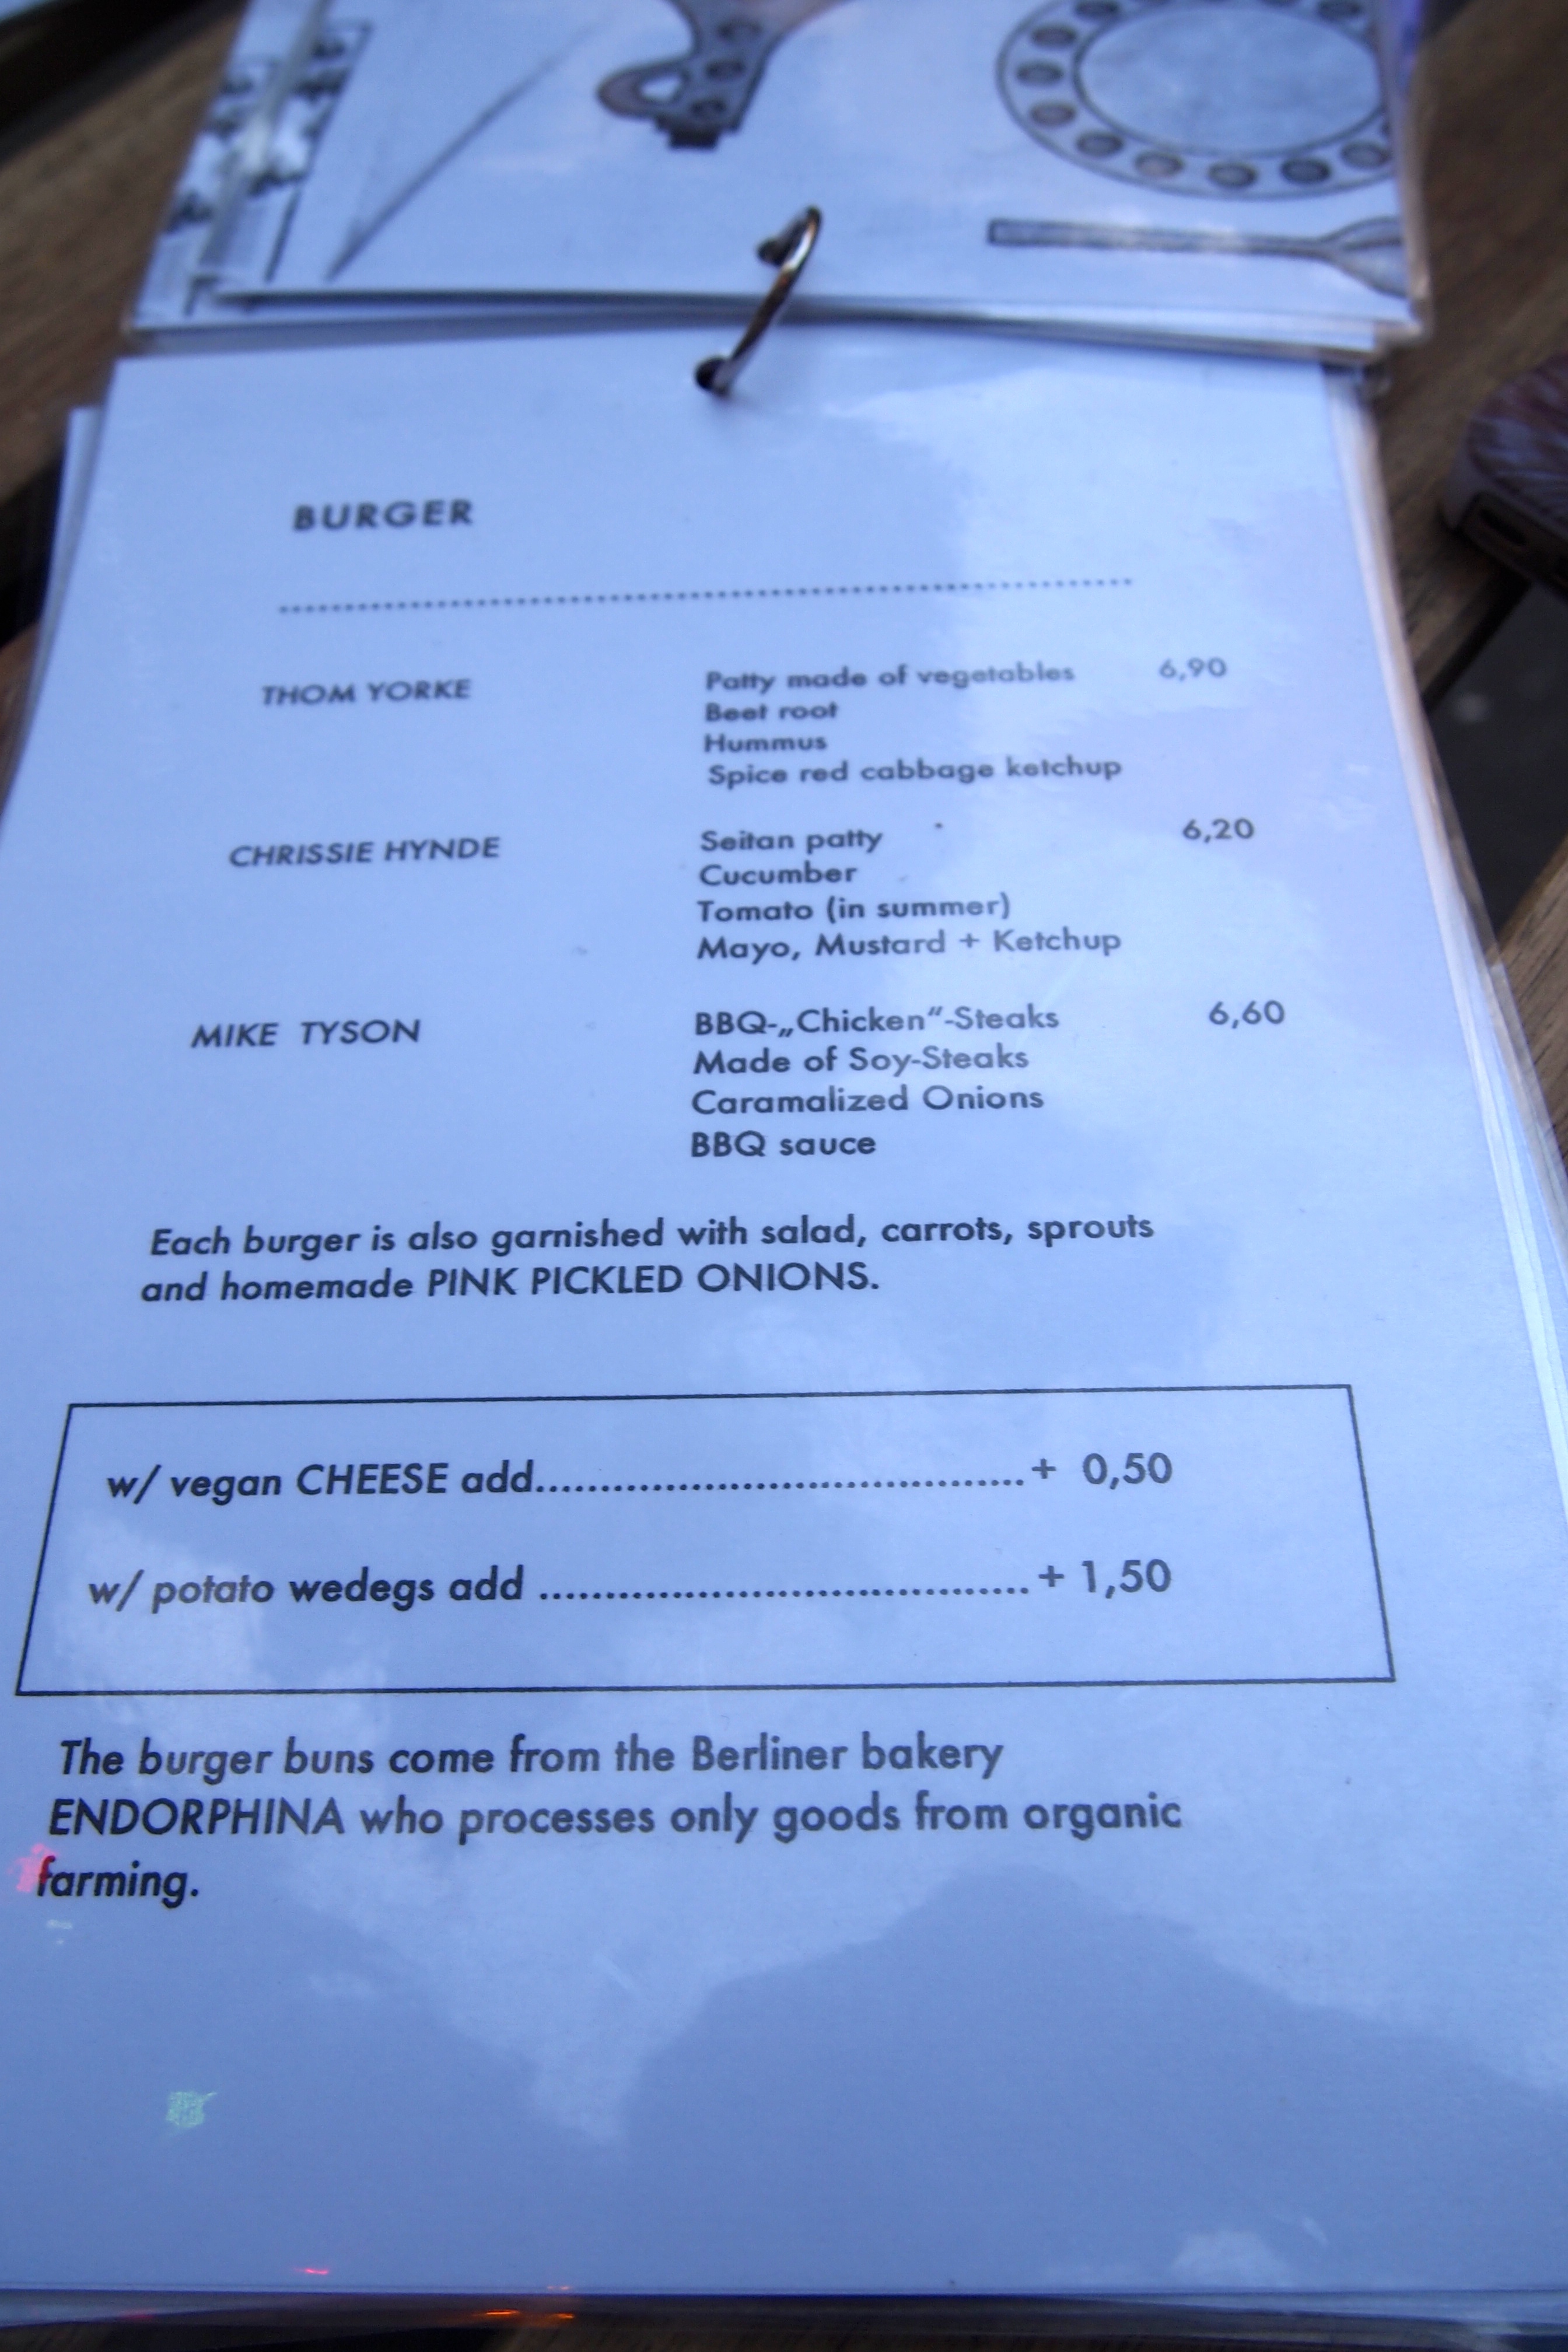 BURGER
THOM YORKE
Patty made of vegetables 6,90
Beet root
Hummus
Spice red cabbage ketchup
CHRISSIE HYNDE
Seitan patty 6,20
Cucumber
Tomato (in summer)
Mayo, Mustard + Ketchup
MIKE TYSON
BBQ-„Chicken“-Steaks 6,60
Made of Soy-Steaks
Caramalized Onions
BBQ sauce
Each burger is also garnished with salad, carrots, sprouts
and homemade PINK PICKLED ONIONS.
w/ vegan CHEESE add......................................+ 0,50
w/ potato wedegs add ......................................+ 1,50
The burger buns come from the Berliner bakery
ENDORPHINA who processes only goods from organic
farming.